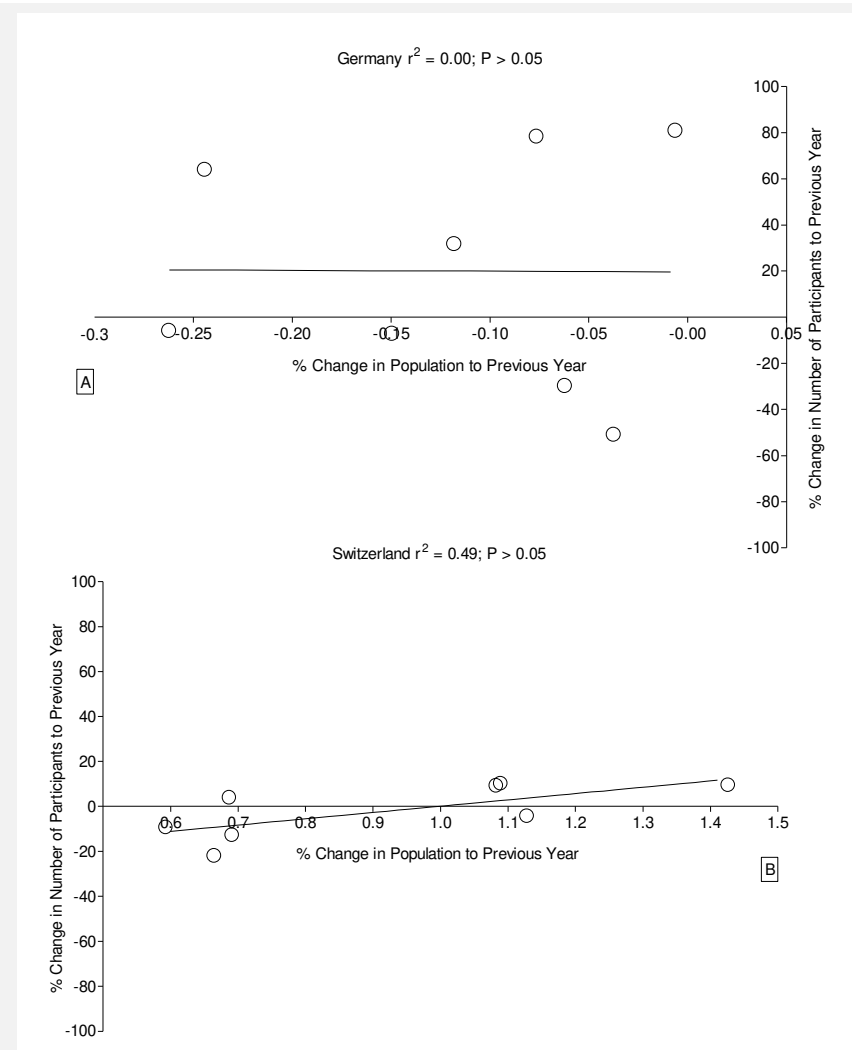 Germany r² = 0.00; P > 0.05
100
80
60
40
20
-0.3 -0.25 -0.20 -0.15 -0.10 -0.05 -0.00 0.05
-20
-40
-60
-80
-100
% Change in Population to Previous Year
% Change in Number of Participants to Previous Year
A
Switzerland r² = 0.49; P > 0.05
100
80
60
40
20
0
-20
-40
-60
-80
-100
0.6 0.7 0.8 0.9 1.0 1.1 1.2 1.3 1.4 1.5
% Change in Population to Previous Year
% Change in Number of Participants to Previous Year
B